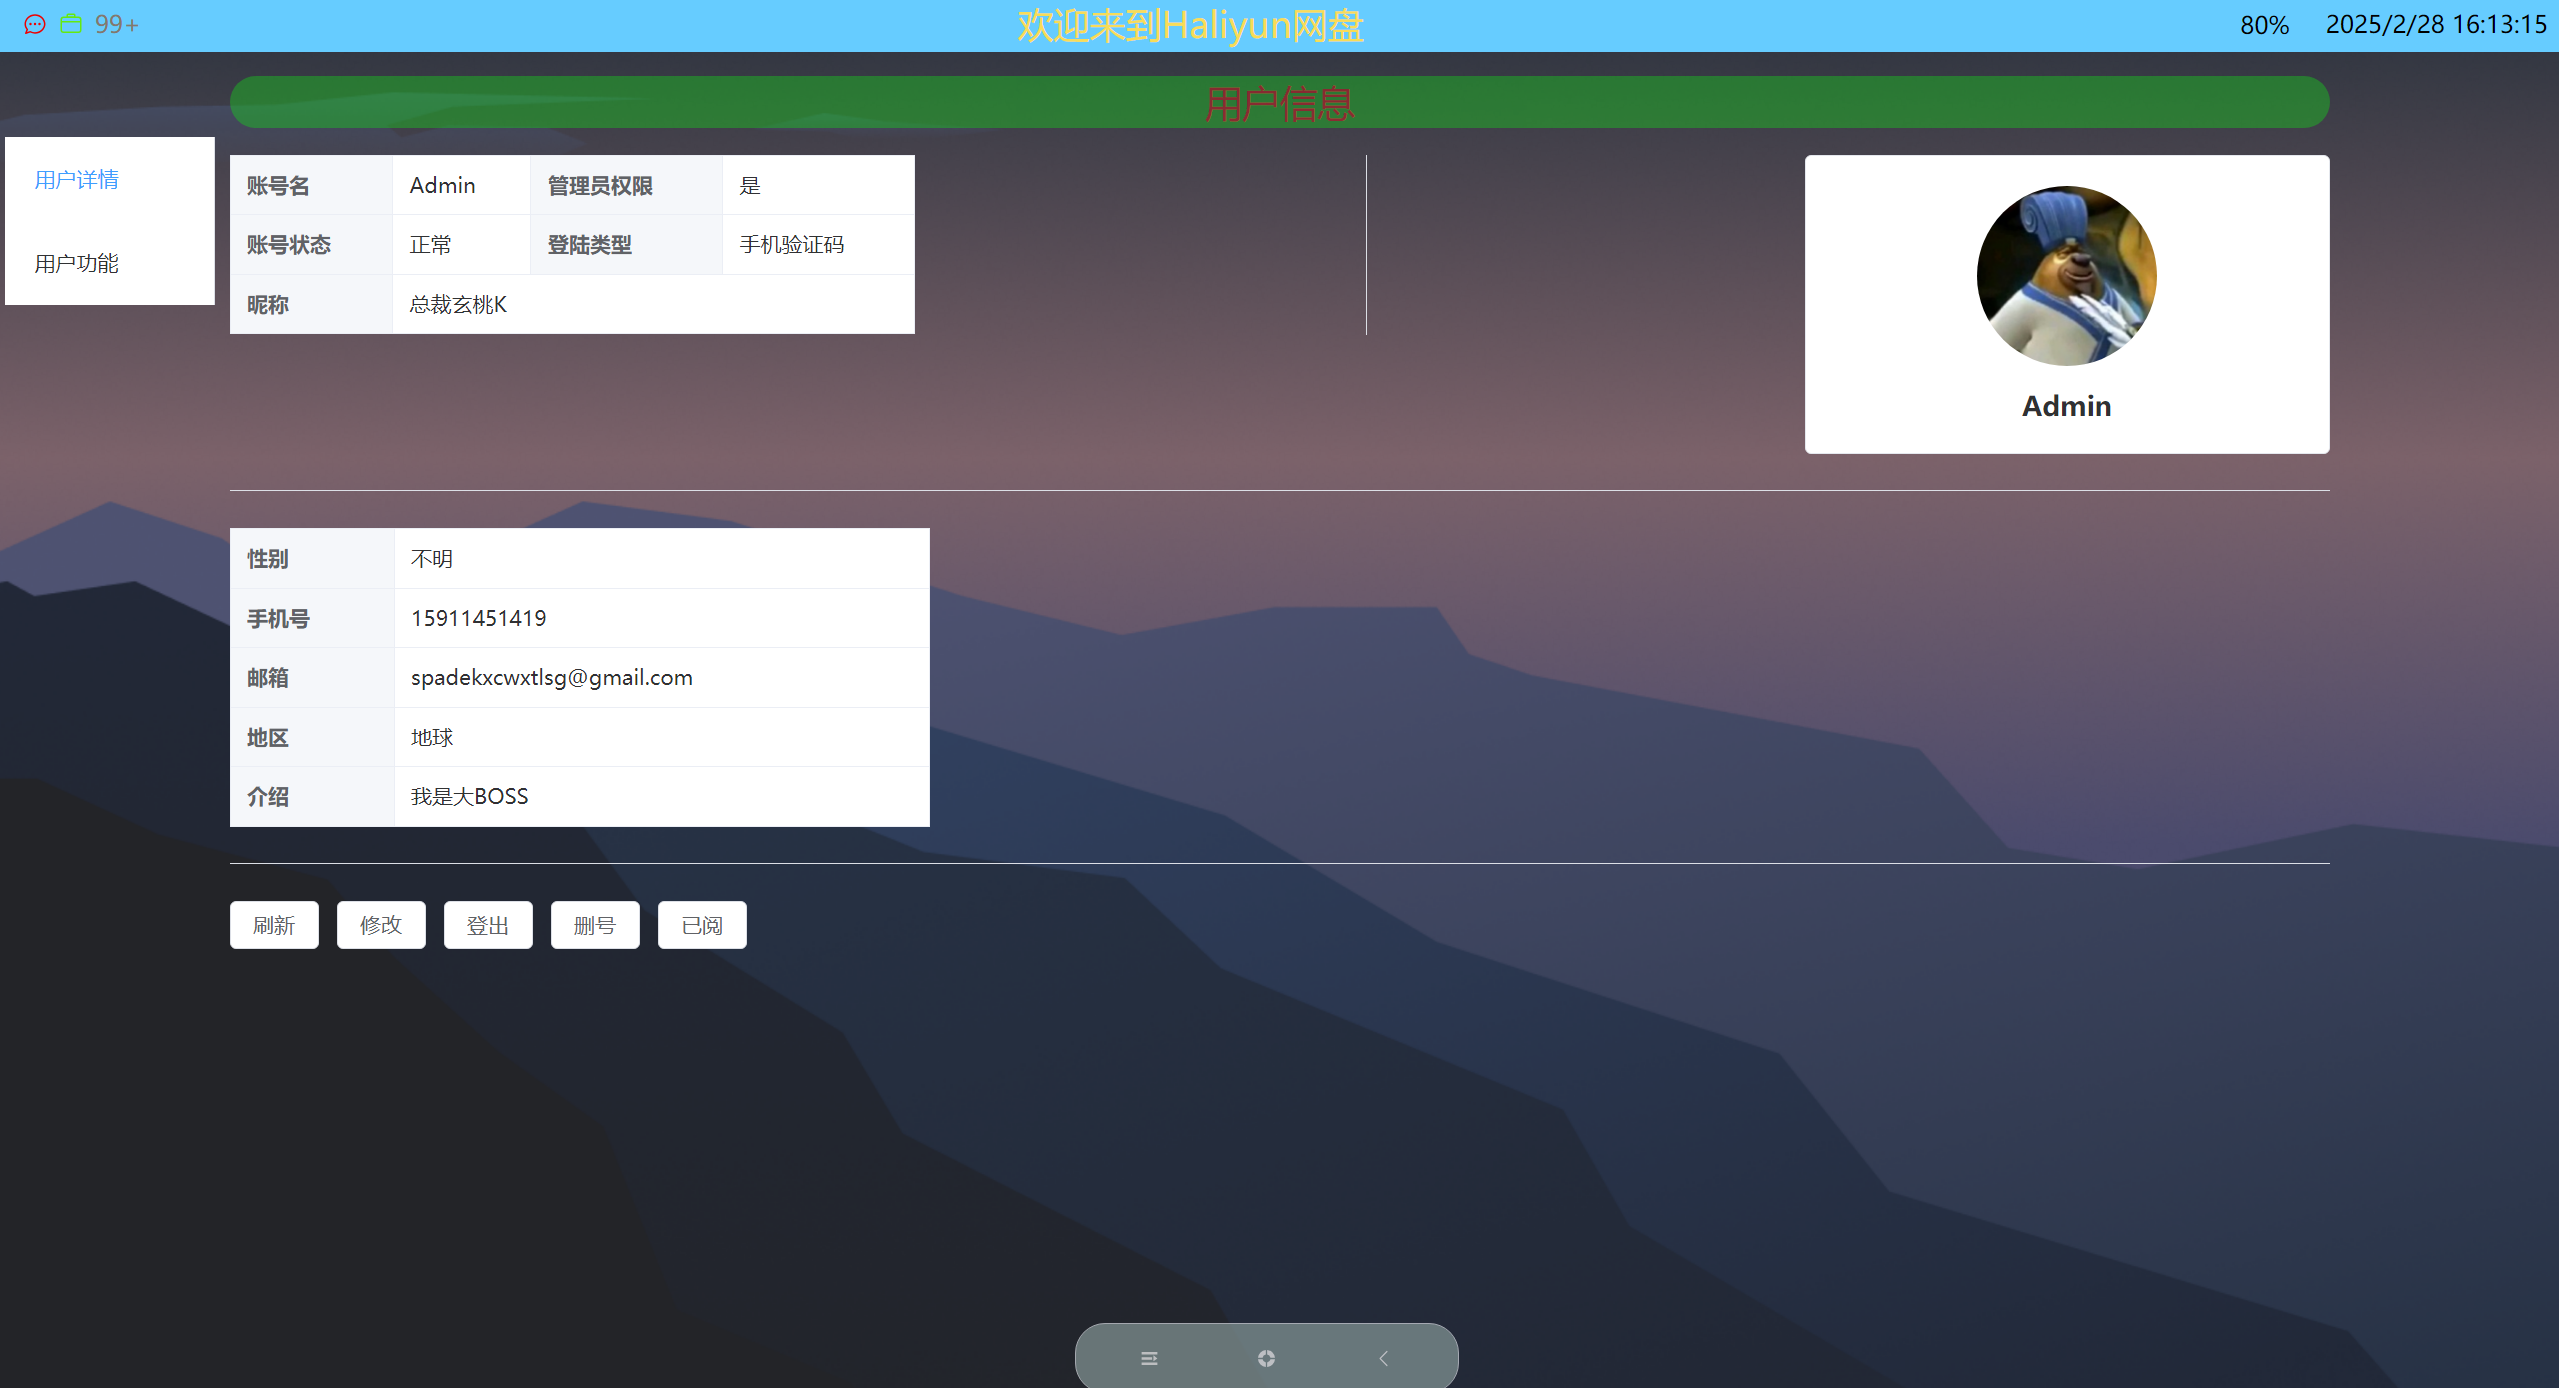 99+ 欢迎来到Haliyun网盘 80% 2025/2/28 16:13:15
用户信息
用户详情
用户功能
账号名 Admin 管理员权限 是
账号状态 正常 登陆类型 手机验证码
昵称 总裁玄桃K
Admin
性别 不明
手机号 15911451419
邮箱 spadekxcwxtlsg@gmail.com
地区 地球
介绍 我是大BOSS
刷新 修改 登出 删号 已阅